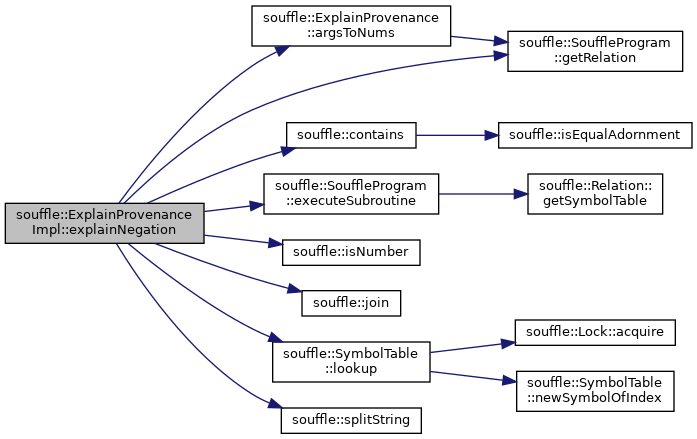 souffle::ExplainProvenance
::argsToNums
souffle::SouffleProgram
::getRelation
souffle::contains
souffle::isEqualAdornment
souffle::SouffleProgram
::executeSubroutine
souffle::Relation::
getSymbolTable
souffle::ExplainProvenance
Impl::explainNegation
souffle::isNumber
souffle::join
souffle::SymbolTable
::lookup
souffle::Lock::acquire
souffle::SymbolTable
::newSymbolOfIndex
souffle::splitString